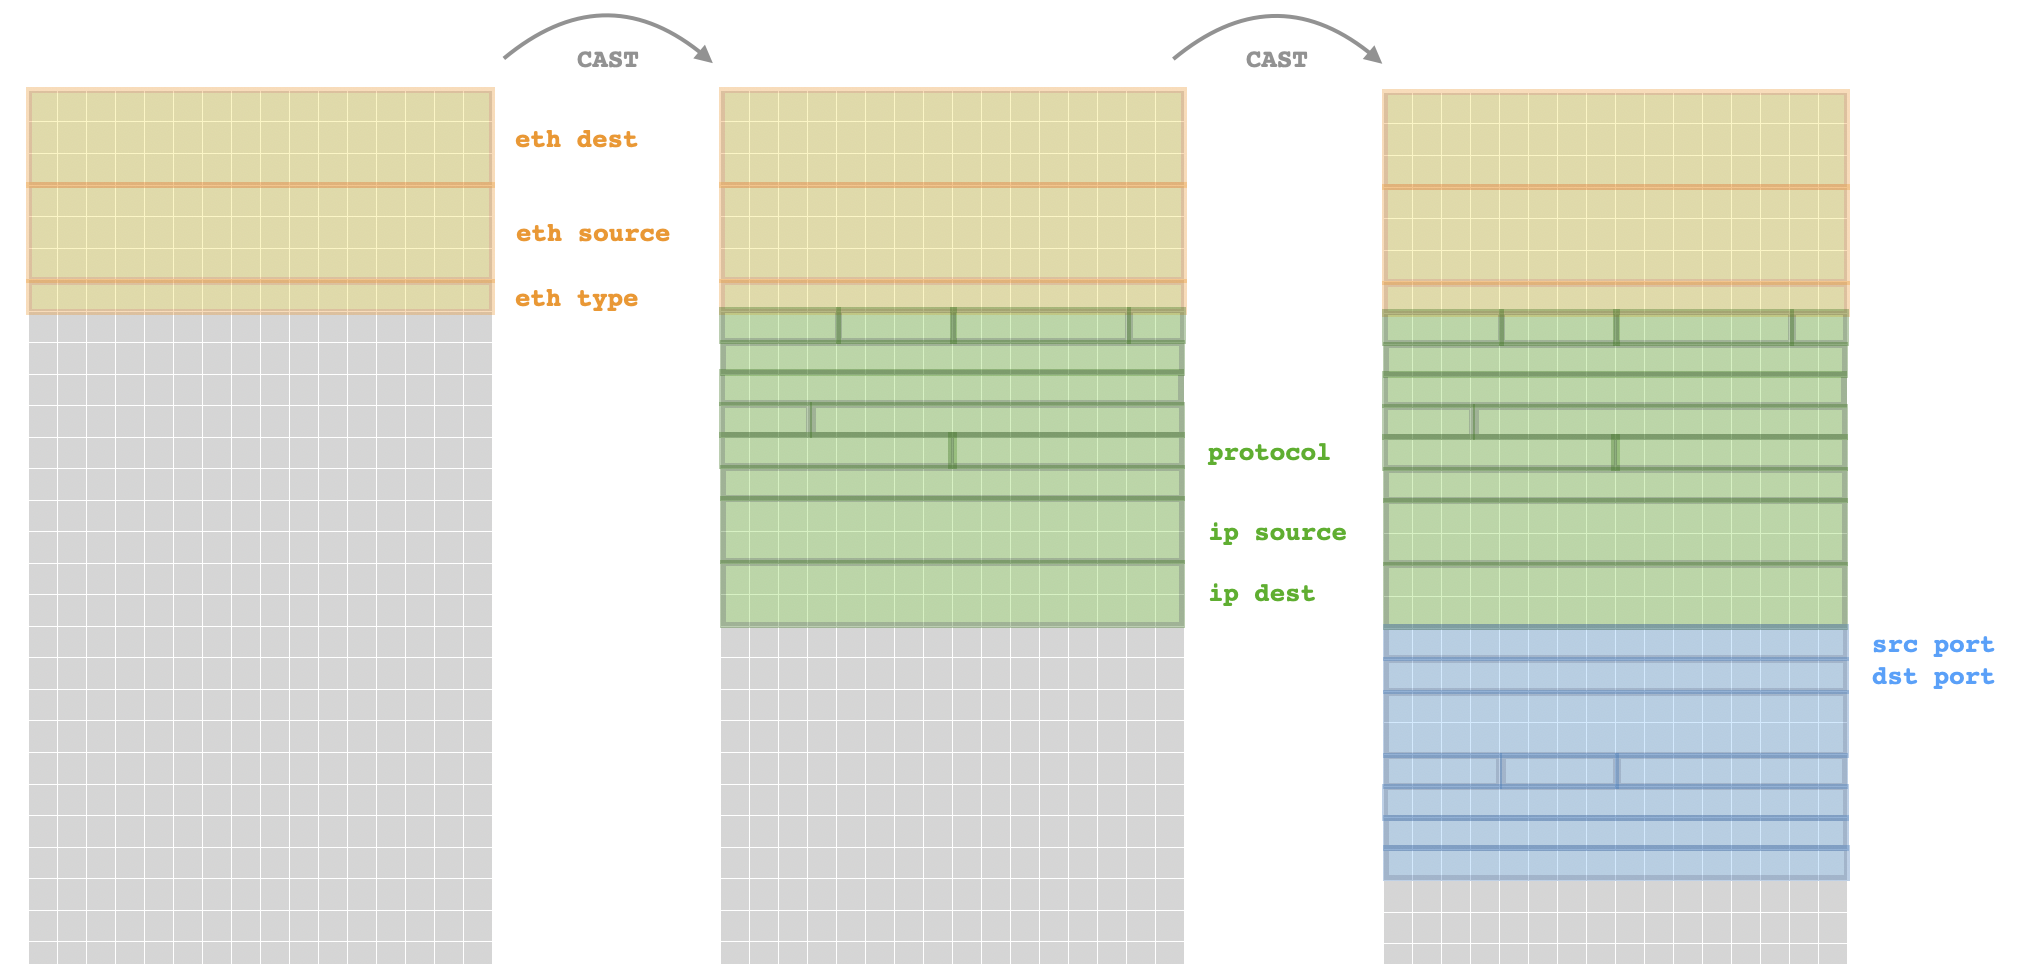 CAST
CAST
eth dest
eth source
eth type
protocol
ip source
ip dest
src port
dst port